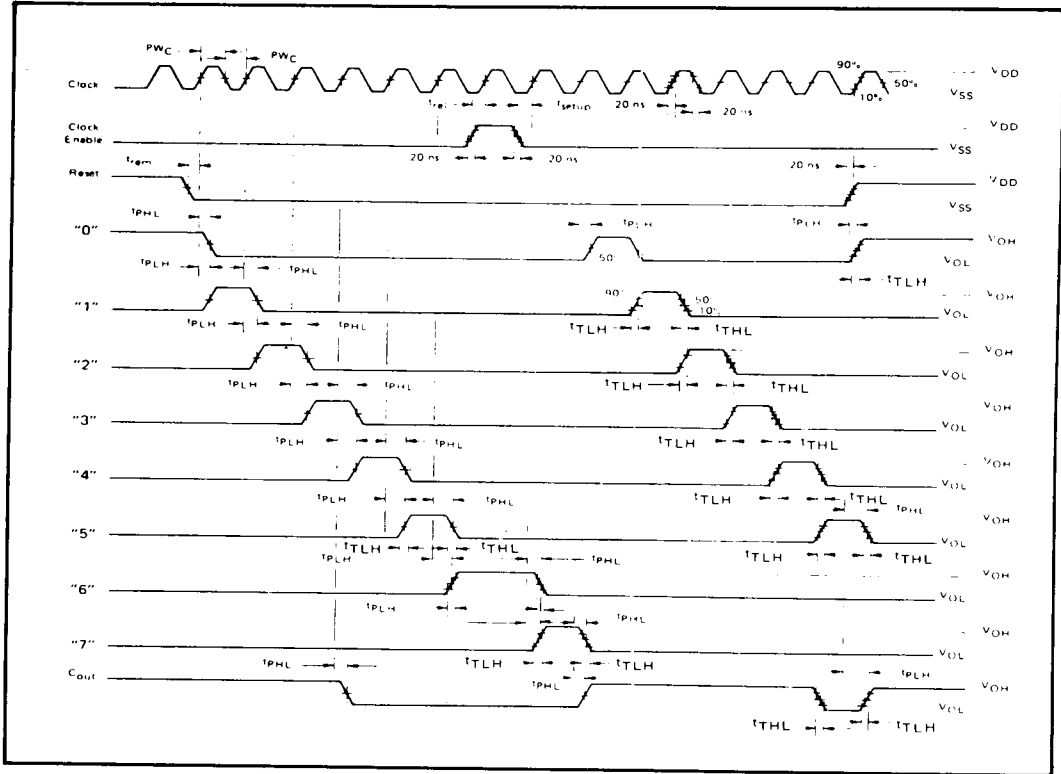 PWC PWC
90% VDD
Clock 50%
10% VSS
trel tsetup 20 ns 20 ns
Clock Enable VDD
20 ns 20 ns 20 ns VSS
trem
Reset VDD
VSS
tPHL tPLH tPLH
"0" VOH
50% VOL
tPLH tPHL tTLH
90% 50% VOH
"1" 10% VOL
tPLH tPHL tTLH tTHL
VOH
"2" VOL
tPLH tPHL tTLH tTHL
VOH
"3" VOL
tPLH tPHL tTLH tTHL
VOH
"4" VOL
tPLH tPHL tTHL
tPHL
VOH
"5" VOL
tTLH tTHL tTLH tTHL
tPLH tPHL
VOH
"6" VOL
tPLH tPHL
VOH
"7" VOL
tPHL tTLH tTLH tPLH
Cout tPHL VOH
VOL
tTHL tTLH